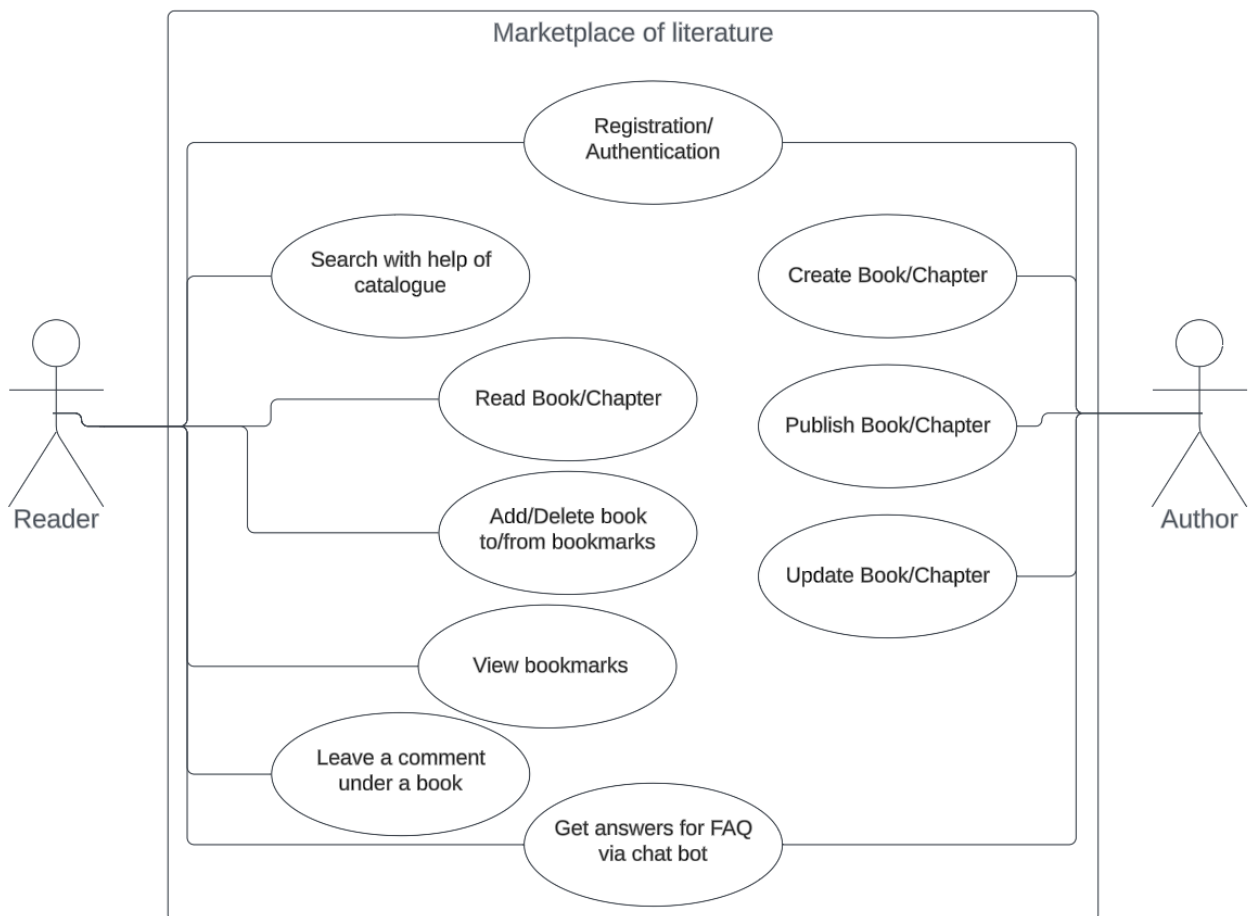 Marketplace of literature
Registration/
Authentication
Search with help of
catalogue
Create Book/Chapter
Read Book/Chapter
Publish Book/Chapter
Reader
Author
Add/Delete book
to/from bookmarks
Update Book/Chapter
View bookmarks
Leave a comment
under a book
Get answers for FAQ
via chat bot